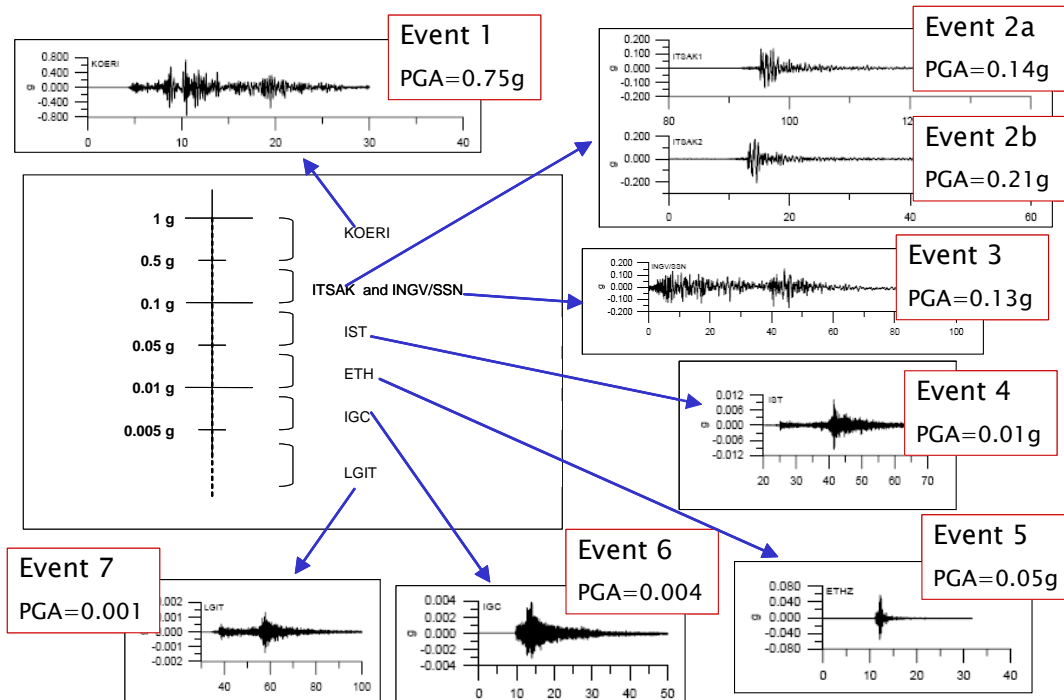 Event 1
PGA=0.75g
0.800
0.400
0.000
-0.400
-0.800
g
KOERI
0
10
20
30
40
Event 2a
PGA=0.14g
0.200
0.100
0.000
-0.100
-0.200
g
ITSAK1
80
100
Event 2b
PGA=0.21g
0.200
0.000
-0.200
g
ITSAK2
0
20
40
60
1 g
0.5 g
0.1 g
0.05 g
0.01 g
0.005 g
KOERI
ITSAK and INGV/SSN
IST
ETH
IGC
LGIT
Event 3
PGA=0.13g
0.200
0.100
0.000
-0.100
-0.200
g
INGV/SSN
0
20
40
60
80
100
Event 4
PGA=0.01g
0.012
0.006
0.000
-0.006
-0.012
g
IST
20
30
40
50
60
70
Event 5
PGA=0.05g
0.080
0.040
0.000
-0.040
-0.080
g
ETHZ
0
10
20
30
40
Event 6
PGA=0.004
0.004
0.002
0.000
-0.002
-0.004
g
IGC
0
10
20
30
40
50
Event 7
PGA=0.001
0.002
0.001
0.000
-0.001
-0.002
LGIT
40
60
80
100